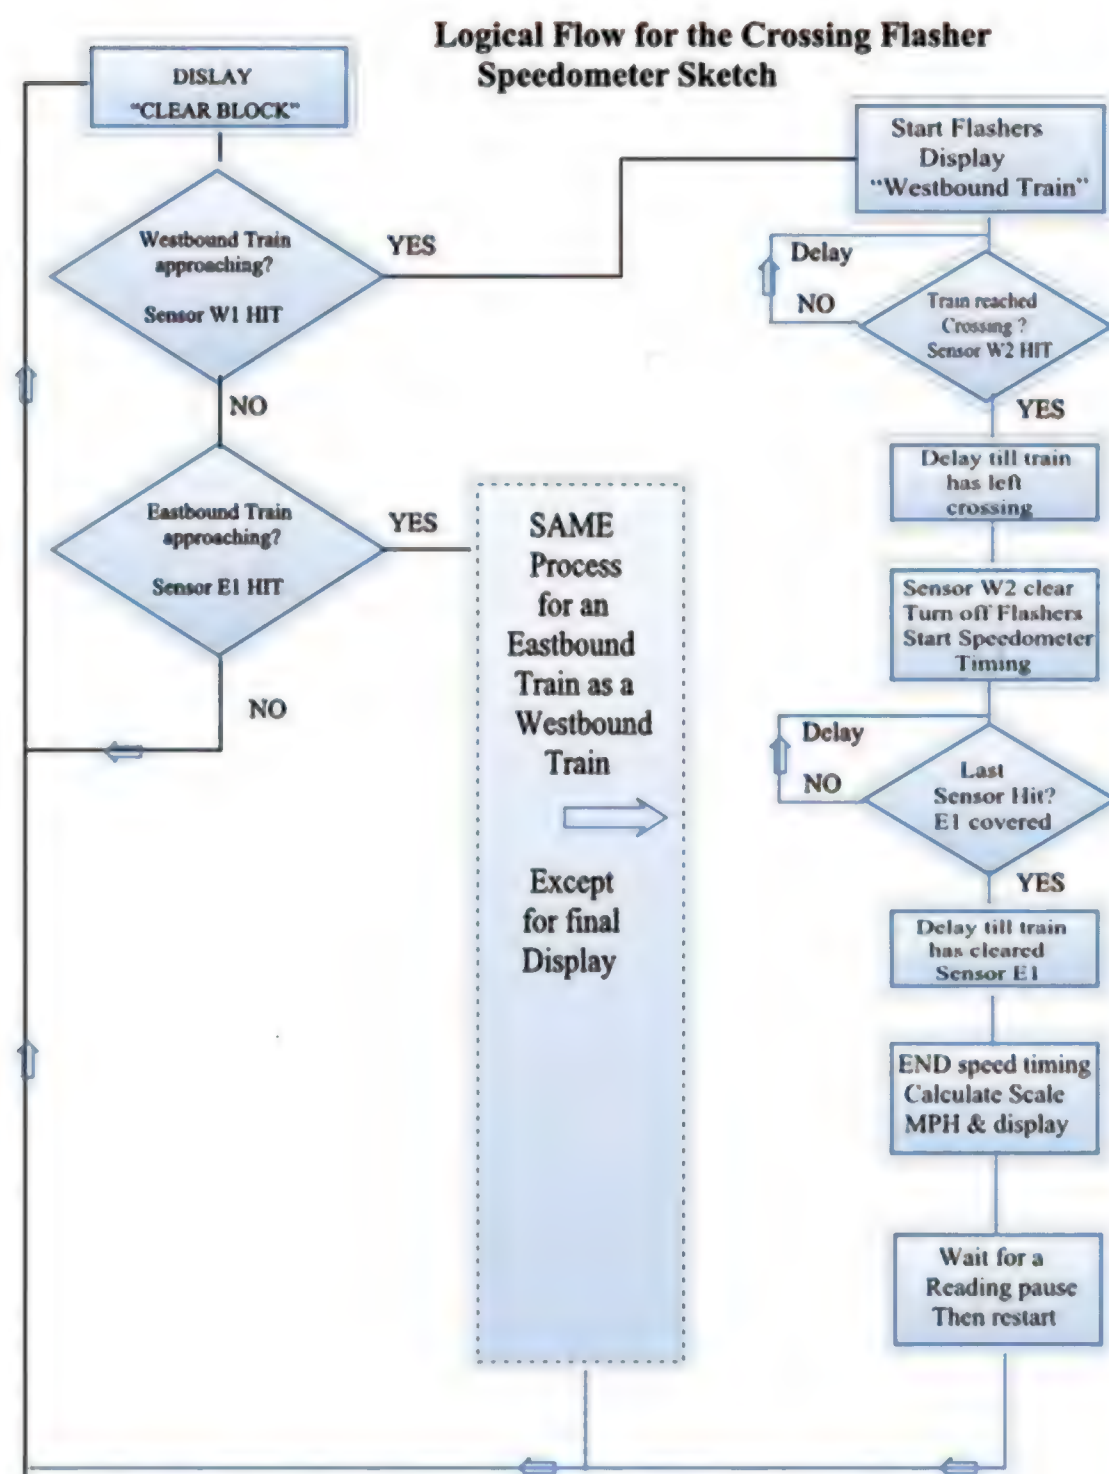 Logical Flow for the Crossing Flasher
Speedometer Sketch
DISLAY
"CLEAR BLOCK"
Westbound Train
approaching?
Sensor W1 HIT
YES
NO
Eastbound Train
approaching?
Sensor E1 HIT
YES
NO
SAME
Process
for an
Eastbound
Train as a
Westbound
Train
Except
for final
Display
Start Flashers
Display
"Westbound Train"
Delay
NO
Train reached
Crossing ?
Sensor W2 HIT
YES
Delay till train
has left
crossing
Sensor W2 clear
Turn off Flashers
Start Speedometer
Timing
Delay
NO
Last
Sensor Hit?
E1 covered
YES
Delay till train
has cleared
Sensor E1
END speed timing
Calculate Scale
MPH & display
Wait for a
Reading pause
Then restart